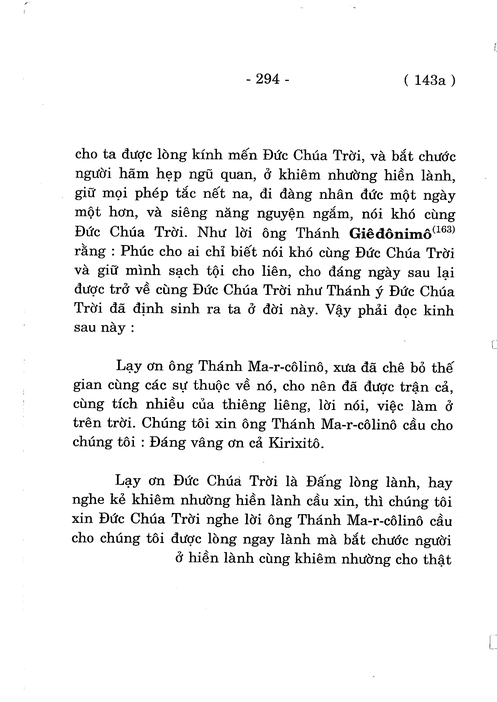 - 294 - ( 143a )
cho ta được lòng kính mến Đức Chúa Trời, và bắt chước
người hãm hẹp ngũ quan, ở khiêm nhường hiền lành,
giữ mọi phép tắc nết na, đi đàng nhân đức một ngày
một hơn, và siêng năng nguyện ngắm, nói khó cùng
Đức Chúa Trời. Như lời ông Thánh Giêđônimô(163)
rằng : Phúc cho ai chỉ biết nói khó cùng Đức Chúa Trời
và giữ mình sạch tội cho liên, cho đáng ngày sau lại
được trở về cùng Đức Chúa Trời như Thánh ý Đức Chúa
Trời đã định sinh ra ta ở đời này. Vậy phải đọc kinh
sau này :
Lạy ơn ông Thánh Ma-r-côlinô, xưa đã chê bỏ thế
gian cùng các sự thuộc về nó, cho nên đã được trận cả,
cùng tích nhiều của thiêng liêng, lời nói, việc làm ở
trên trời. Chúng tôi xin ông Thánh Ma-r-côlinô cầu cho
chúng tôi : Đáng vâng ơn cả Kirixitô.
Lạy ơn Đức Chúa Trời là Đấng lòng lành, hay
nghe kẻ khiêm nhường hiền lành cầu xin, thì chúng tôi
xin Đức Chúa Trời nghe lời ông Thánh Ma-r-côlinô cầu
cho chúng tôi được lòng ngay lành mà bắt chước người
ở hiền lành cùng khiêm nhường cho thật